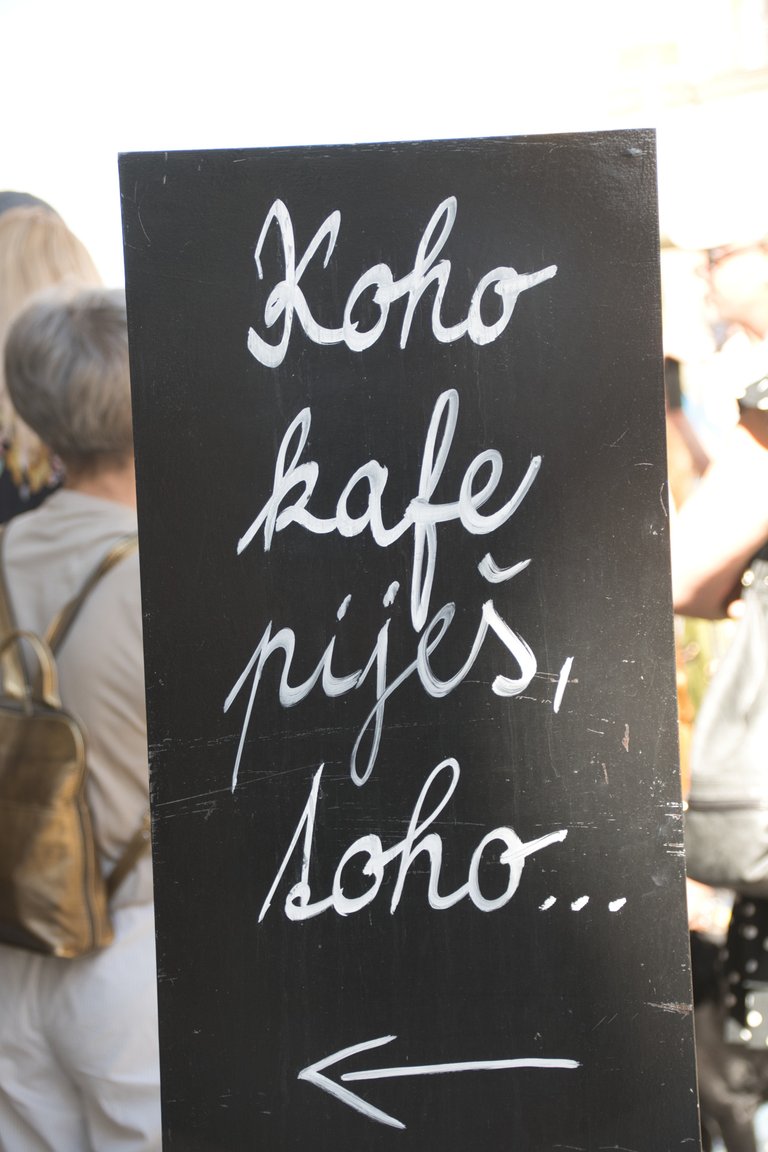 Koho
kafe
piješ,
toho...